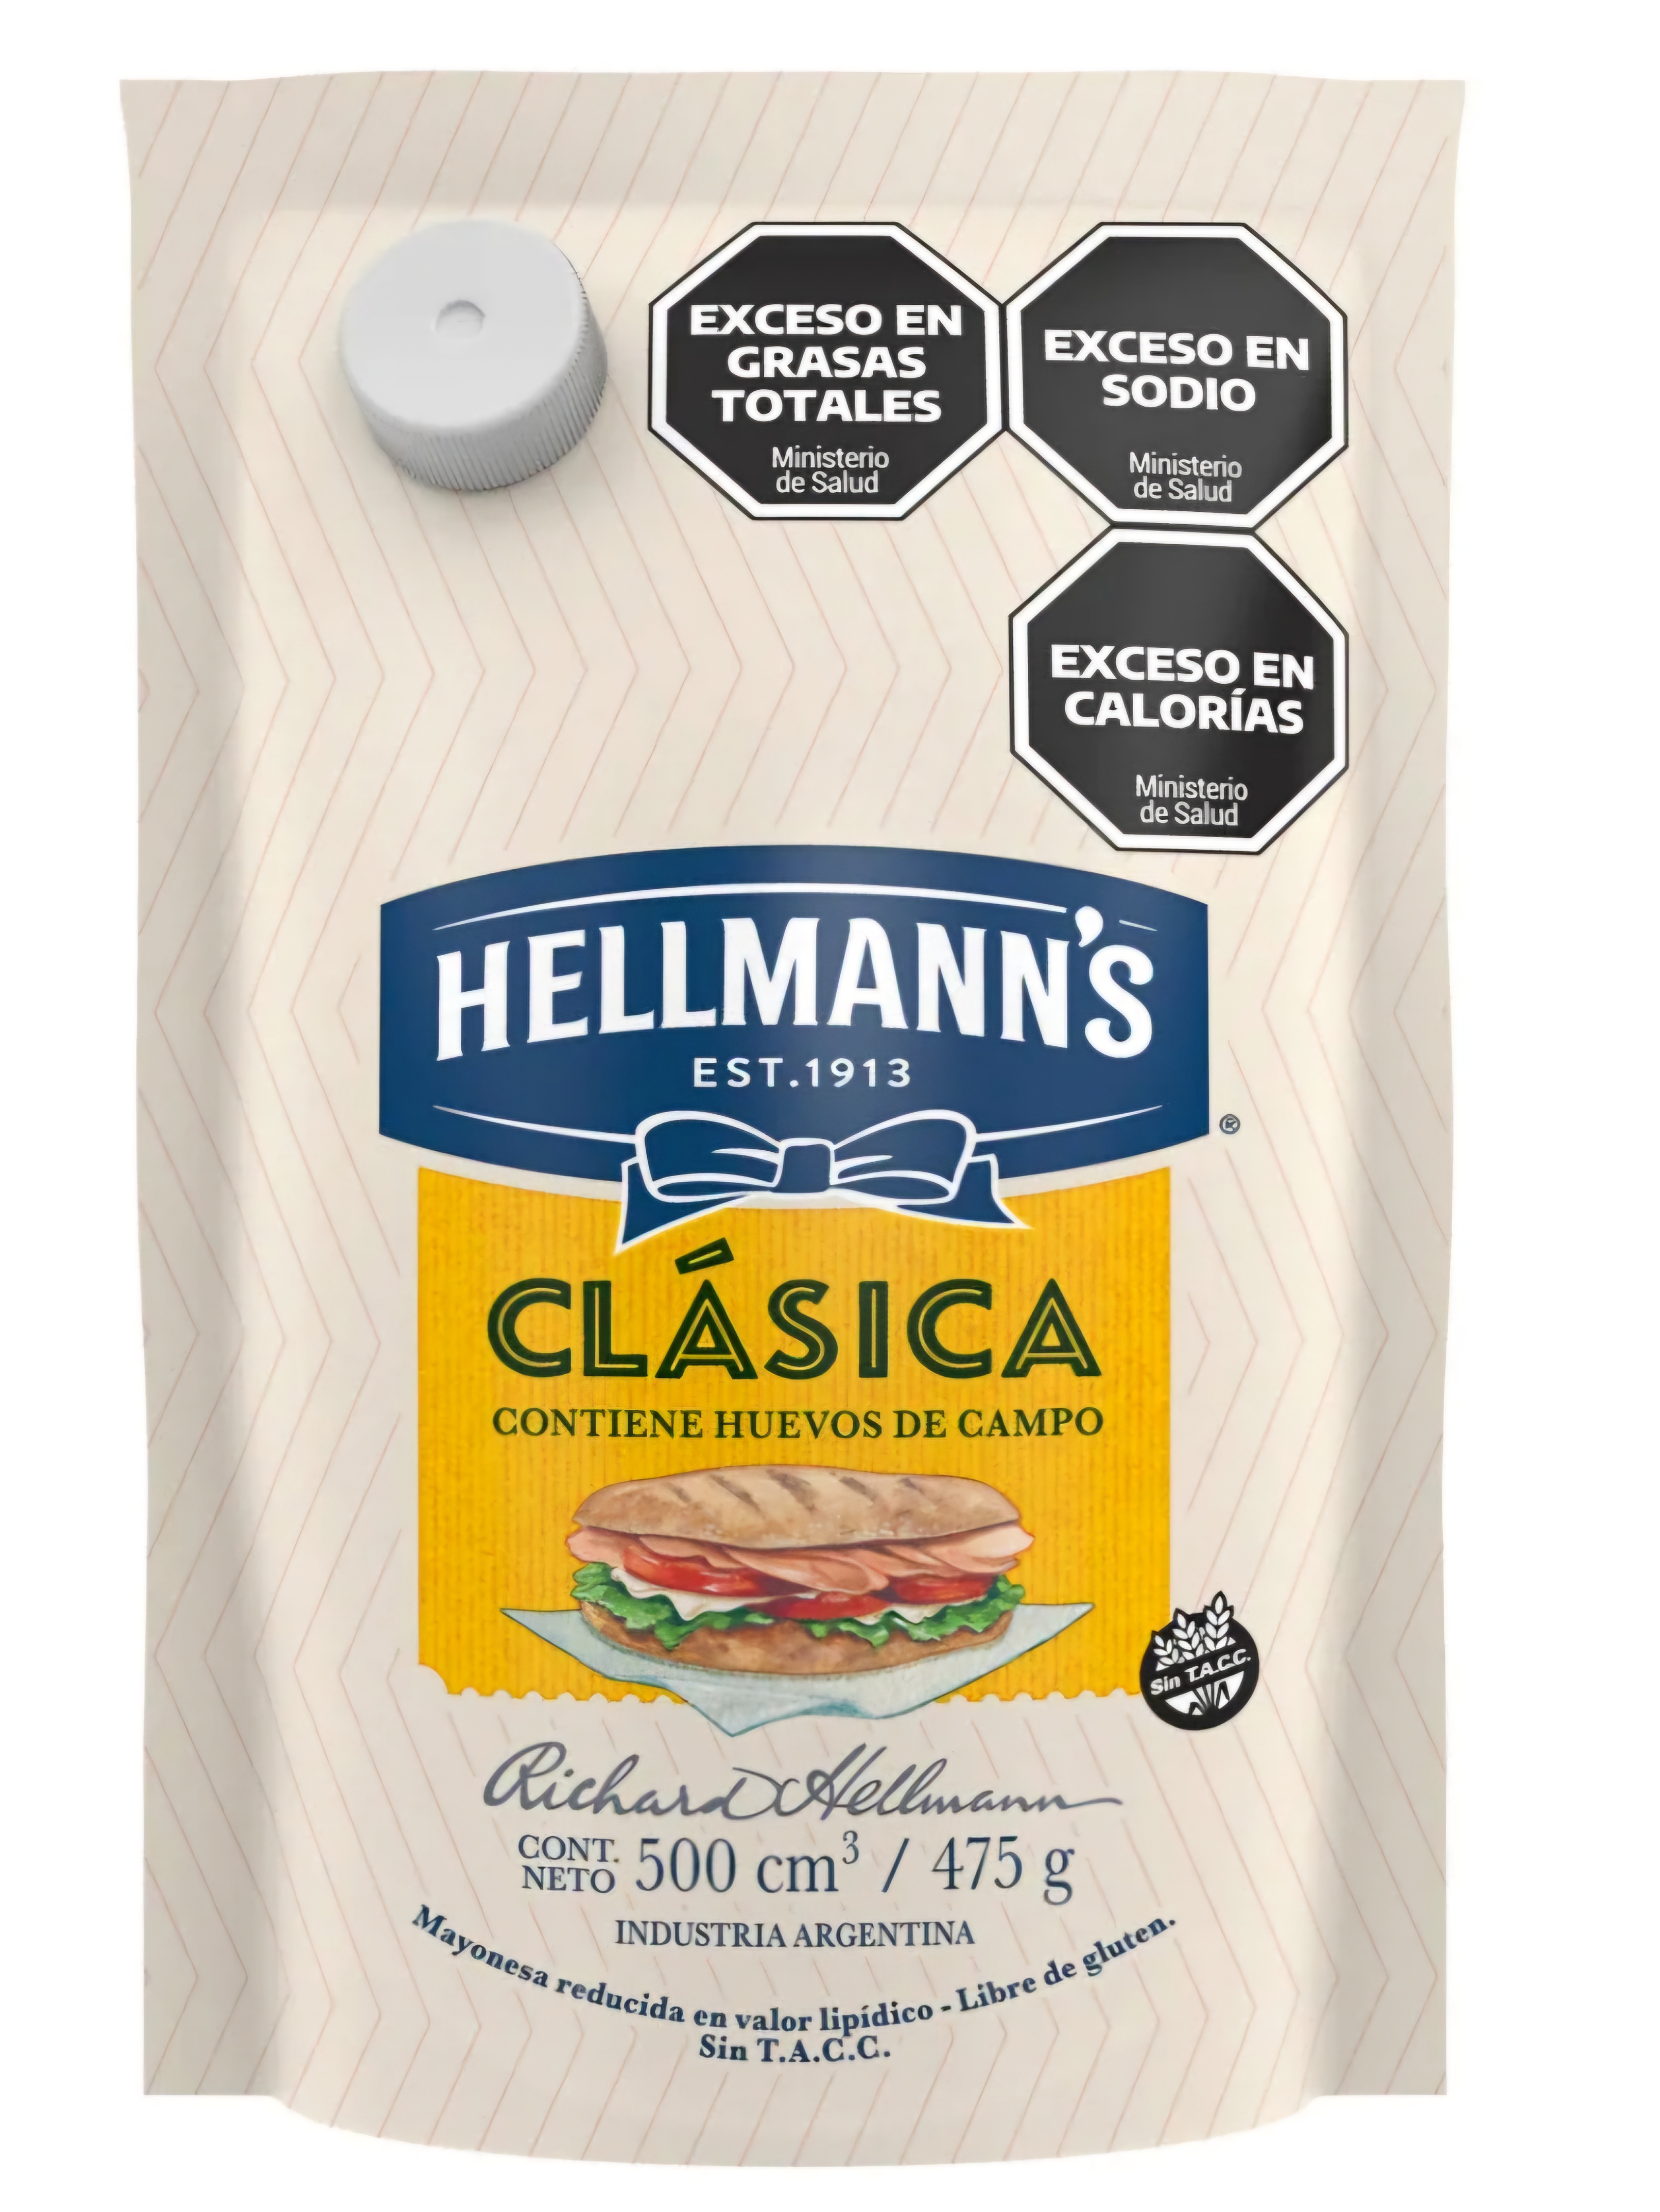 EXCESO EN
GRASAS
TOTALES
Ministerio
de Salud
EXCESO EN
SODIO
Ministerio
de Salud
EXCESO EN
CALORÍAS
Ministerio
de Salud
HELLMANN'S
EST.1913
®
CLÁSICA
CONTIENE HUEVOS DE CAMPO
Sin T.A.C.C.
Richard Hellmann
CONT.
NETO 500 cm³ / 475 g
INDUSTRIA ARGENTINA
Mayonesa reducida en valor lipídico - Libre de gluten.
Sin T.A.C.C.